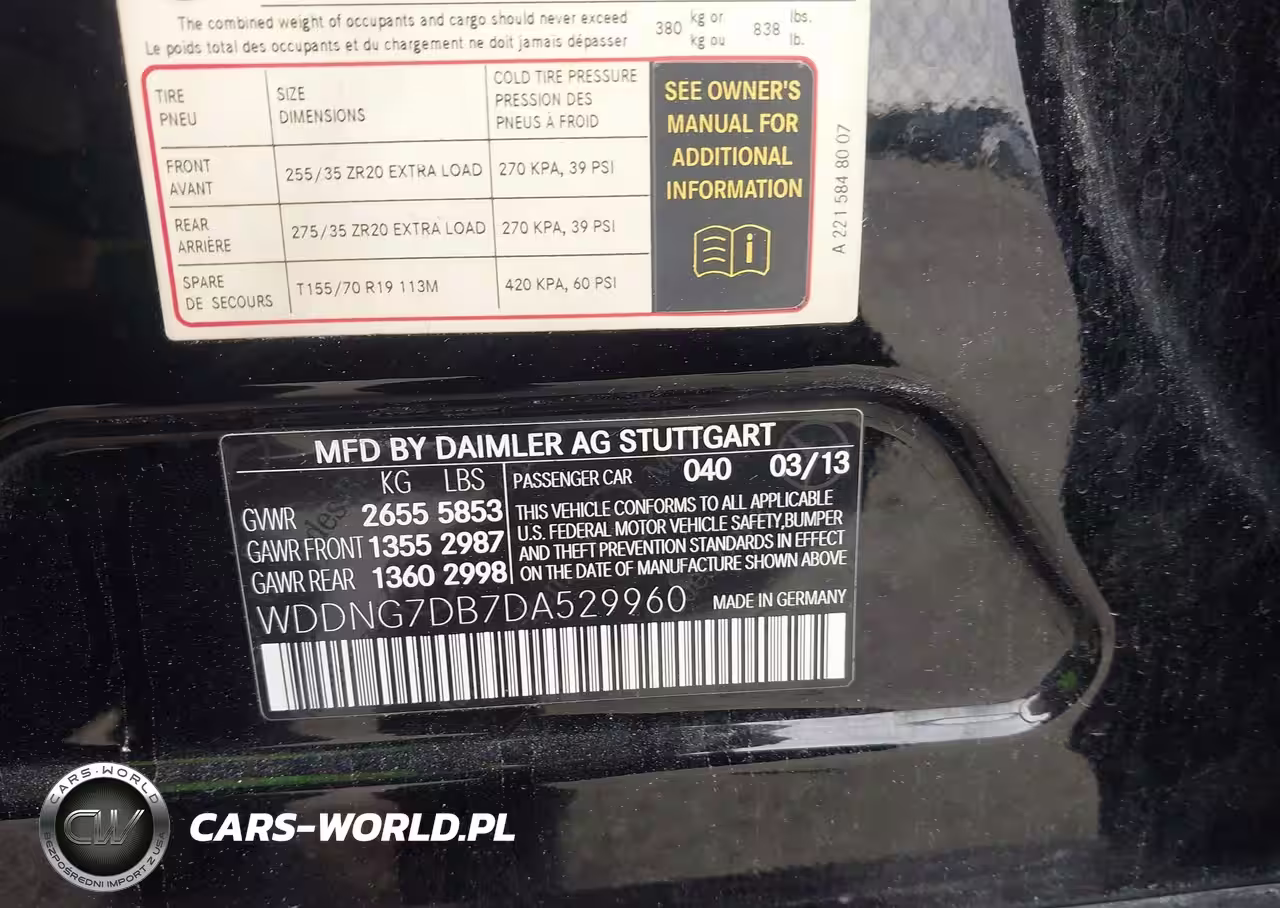 The combined weight of occupants and cargo should never exceed 380 kg or 838 lbs.
Le poids total des occupants et du chargement ne doit jamais dépasser kg ou lb.
TIRE SIZE COLD TIRE PRESSURE
PNEU DIMENSIONS PRESSION DES
PNEUS À FROID
FRONT 255/35 ZR20 EXTRA LOAD 270 KPA, 39 PSI
AVANT
REAR 275/35 ZR20 EXTRA LOAD 270 KPA, 39 PSI
ARRIÈRE
SPARE T155/70 R19 113M 420 KPA, 60 PSI
DE SECOURS
SEE OWNER'S
MANUAL FOR
ADDITIONAL
INFORMATION
A 221 584 80 07
MFD BY DAIMLER AG STUTTGART
KG LBS
GVWR 2655 5853
GAWR FRONT 1355 2987
GAWR REAR 1360 2998
PASSENGER CAR 040 03/13
THIS VEHICLE CONFORMS TO ALL APPLICABLE
U.S. FEDERAL MOTOR VEHICLE SAFETY,BUMPER
AND THEFT PREVENTION STANDARDS IN EFFECT
ON THE DATE OF MANUFACTURE SHOWN ABOVE
WDDNG7DB7DA529960 MADE IN GERMANY
CARS-WORLD
CW
BEZPOŚREDNI IMPORT Z USA
CARS-WORLD.PL